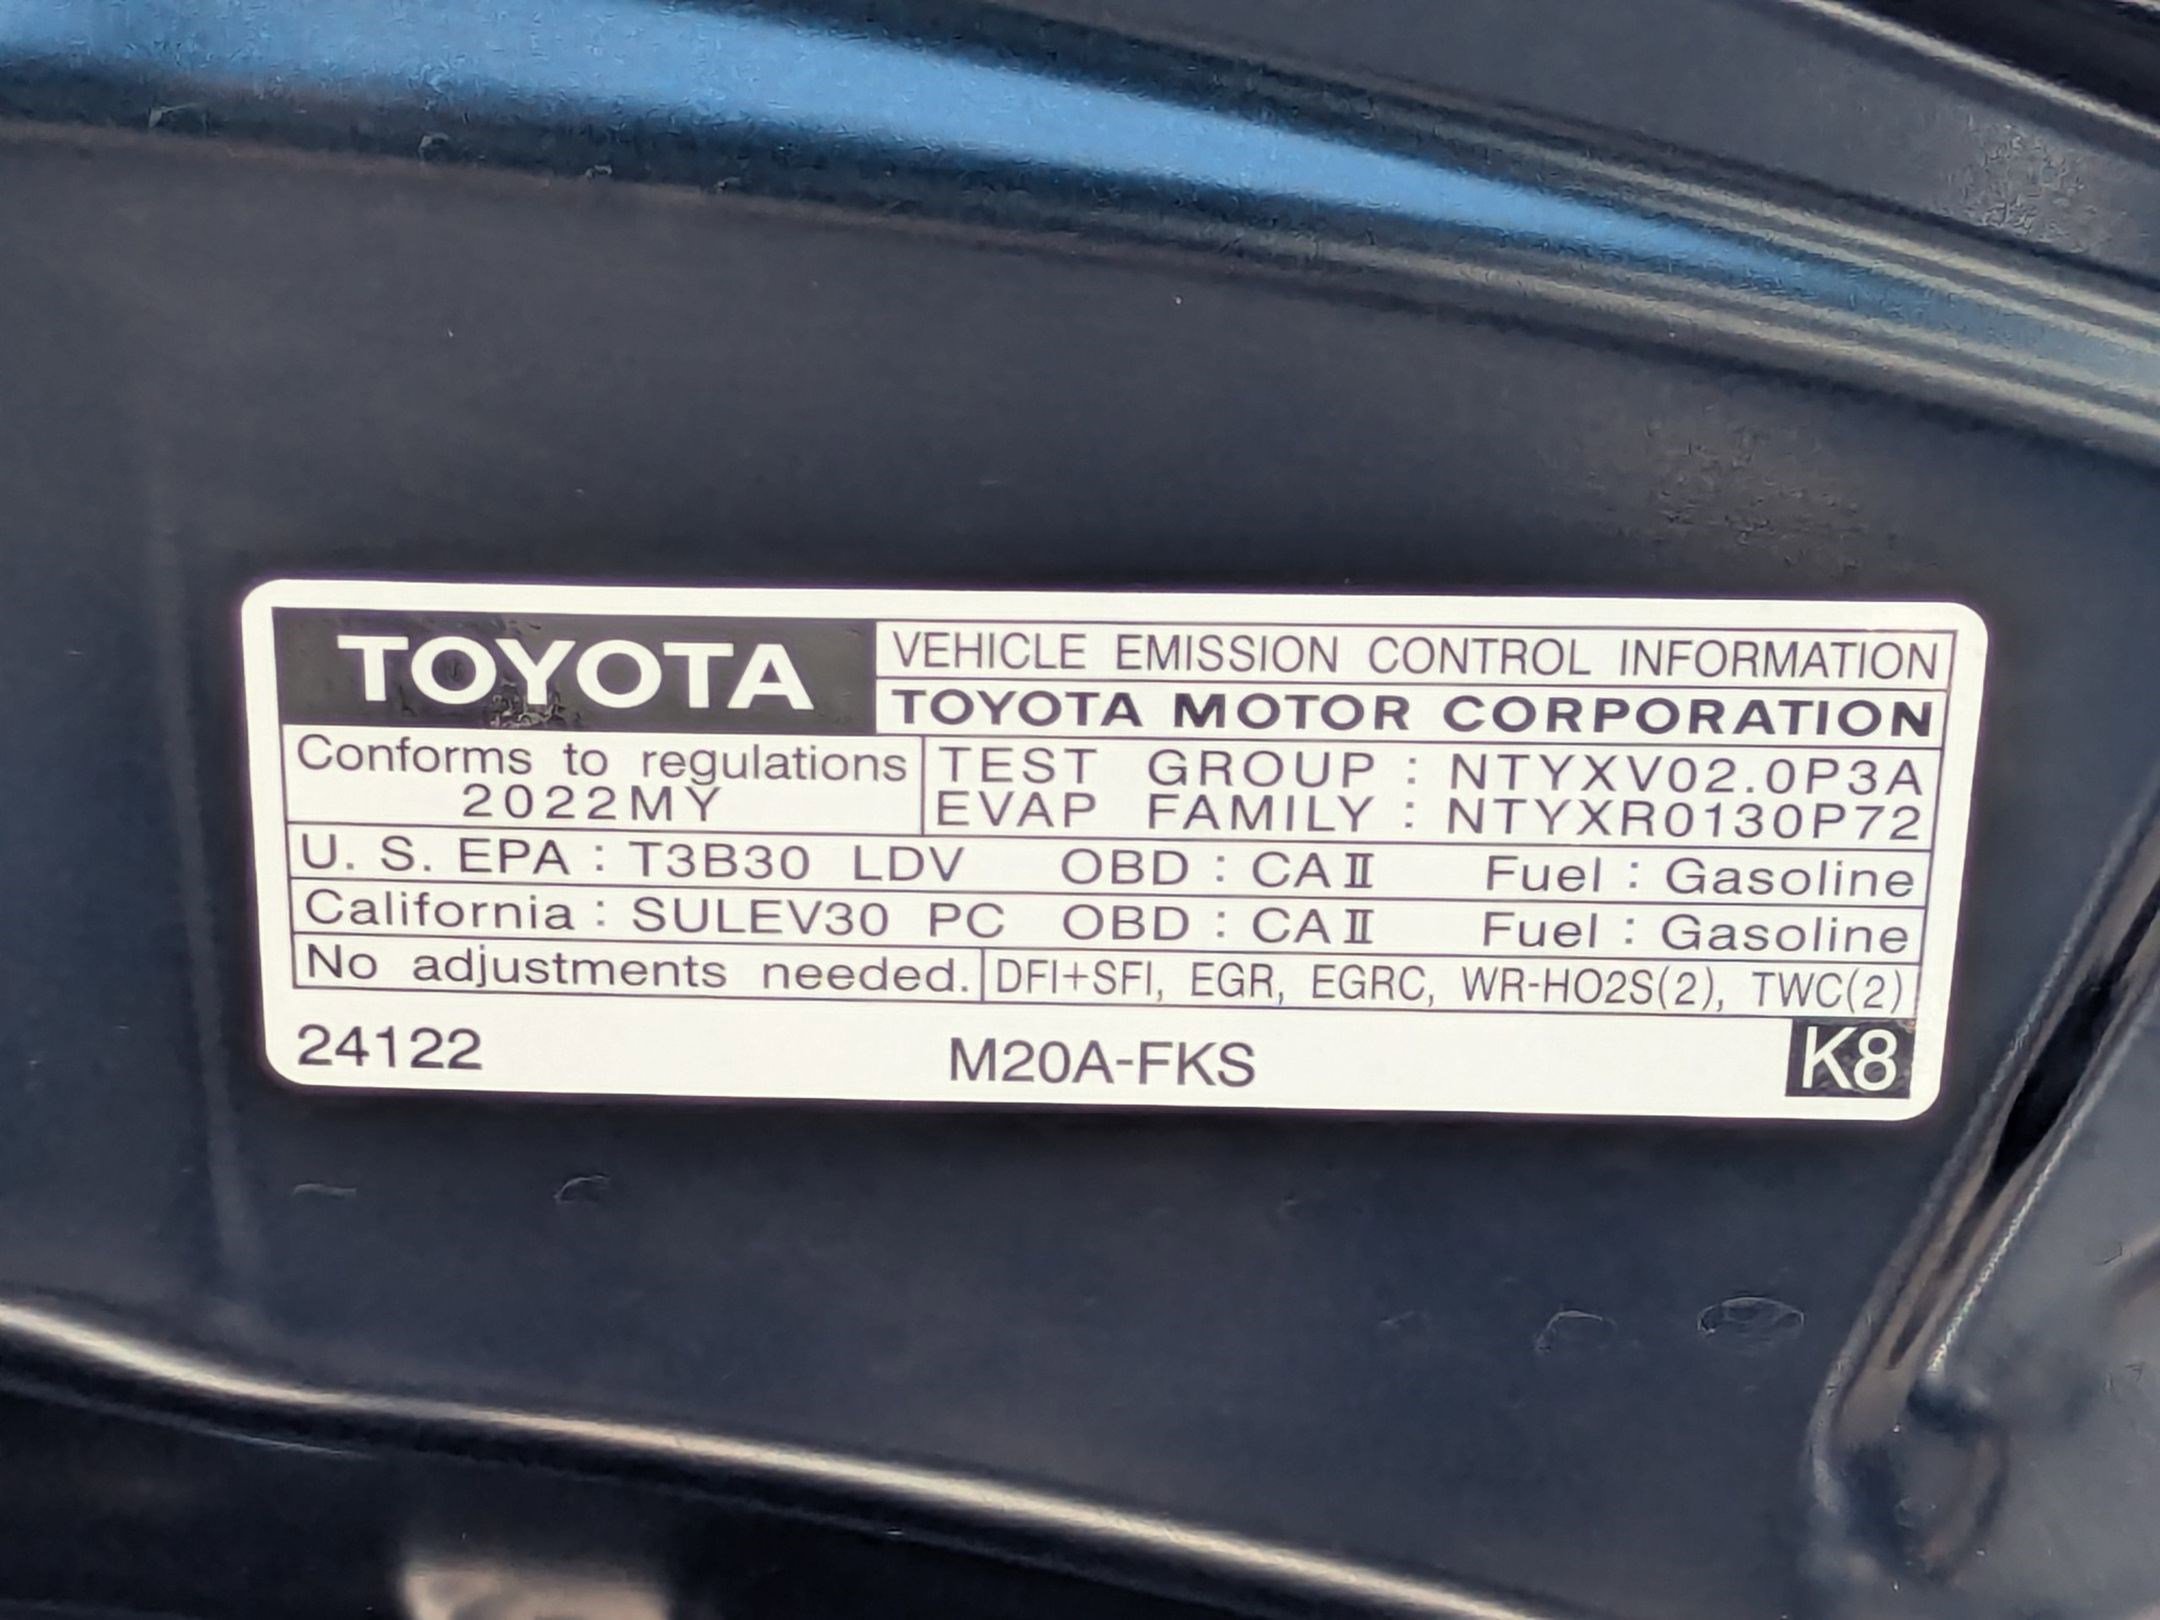 TOYOTA
VEHICLE EMISSION CONTROL INFORMATION
TOYOTA MOTOR CORPORATION
Conforms to regulations
2022MY
TEST GROUP : NTYXV02.0P3A
EVAP FAMILY : NTYXR0130P72
U. S. EPA : T3B30 LDV OBD : CAⅡ Fuel : Gasoline
California : SULEV30 PC OBD : CAⅡ Fuel : Gasoline
No adjustments needed. DFI+SFI, EGR, EGRC, WR-HO2S(2), TWC(2)
24122 M20A-FKS K8